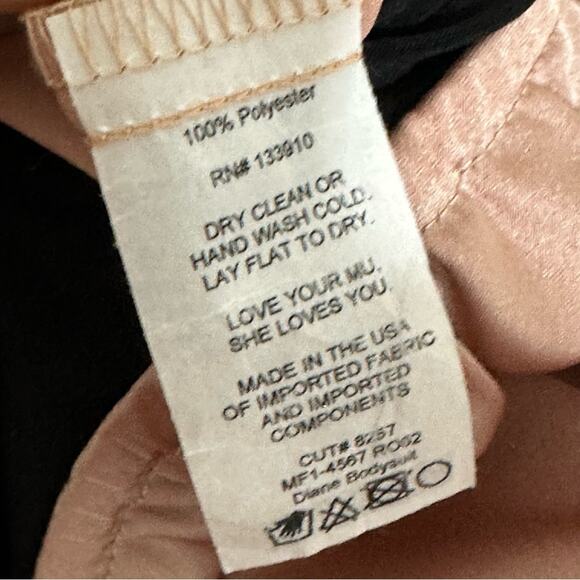 100% Polyester
RN# 133910
DRY CLEAN OR
HAND WASH COLD.
LAY FLAT TO DRY.
LOVE YOUR MU.
SHE LOVES YOU.
MADE IN THE USA
OF IMPORTED FABRIC
AND IMPORTED
COMPONENTS
CUT# 8257
MF1-4567 ROS2
Diane Bodysuit